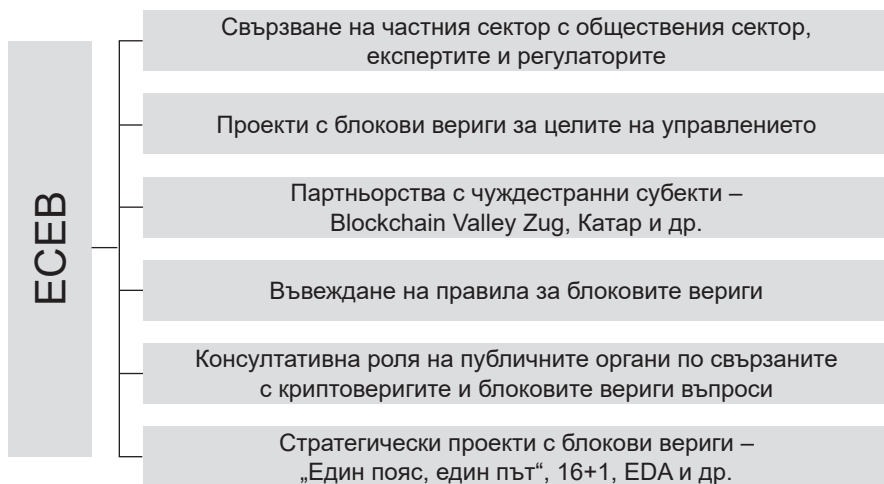 ЕСЕВ
Свързване на частния сектор с обществения сектор,
експертите и регулаторите
Проекти с блокови вериги за целите на управлението
Партньорства с чуждестранни субекти –
Blockchain Valley Zug, Катар и др.
Въвеждане на правила за блоковите вериги
Консултативна роля на публичните органи по свързаните
с криптоверигите и блоковите вериги въпроси
Стратегически проекти с блокови вериги –
„Един пояс, един път“, 16+1, EDA и др.